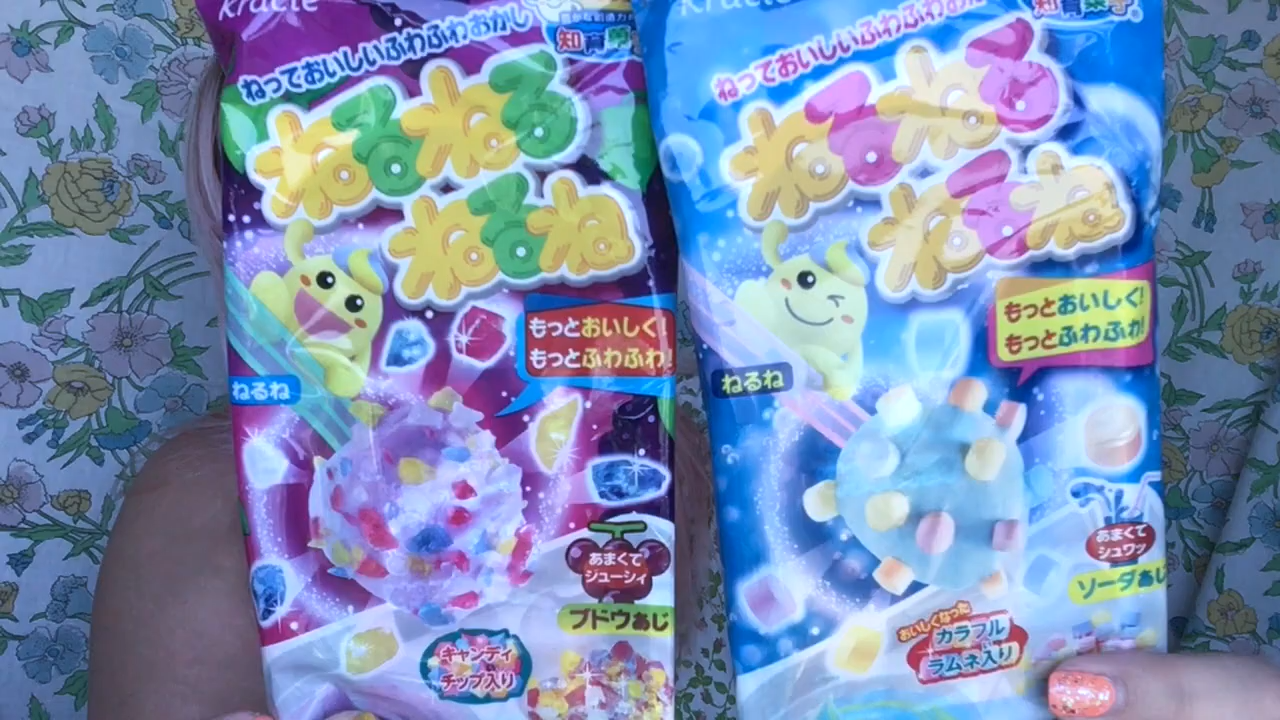 Kracie
知育菓子
ねっておいしいふわふわおかし
ねるねる
ねるね
もっとおいしく!
もっとふわふわ!
ねるね
あまくて
ジューシィ
ブドウあじ
キャンディ
チップ入り
Kracie
知育菓子®
ねっておいしいふわふわおか
ねるねる
ねるね
もっとおいしく!
もっとふわふわ!
ねるね
あまくて
シュワッ
ソーダあじ
おいしくなった
カラフル
ラムネ入り